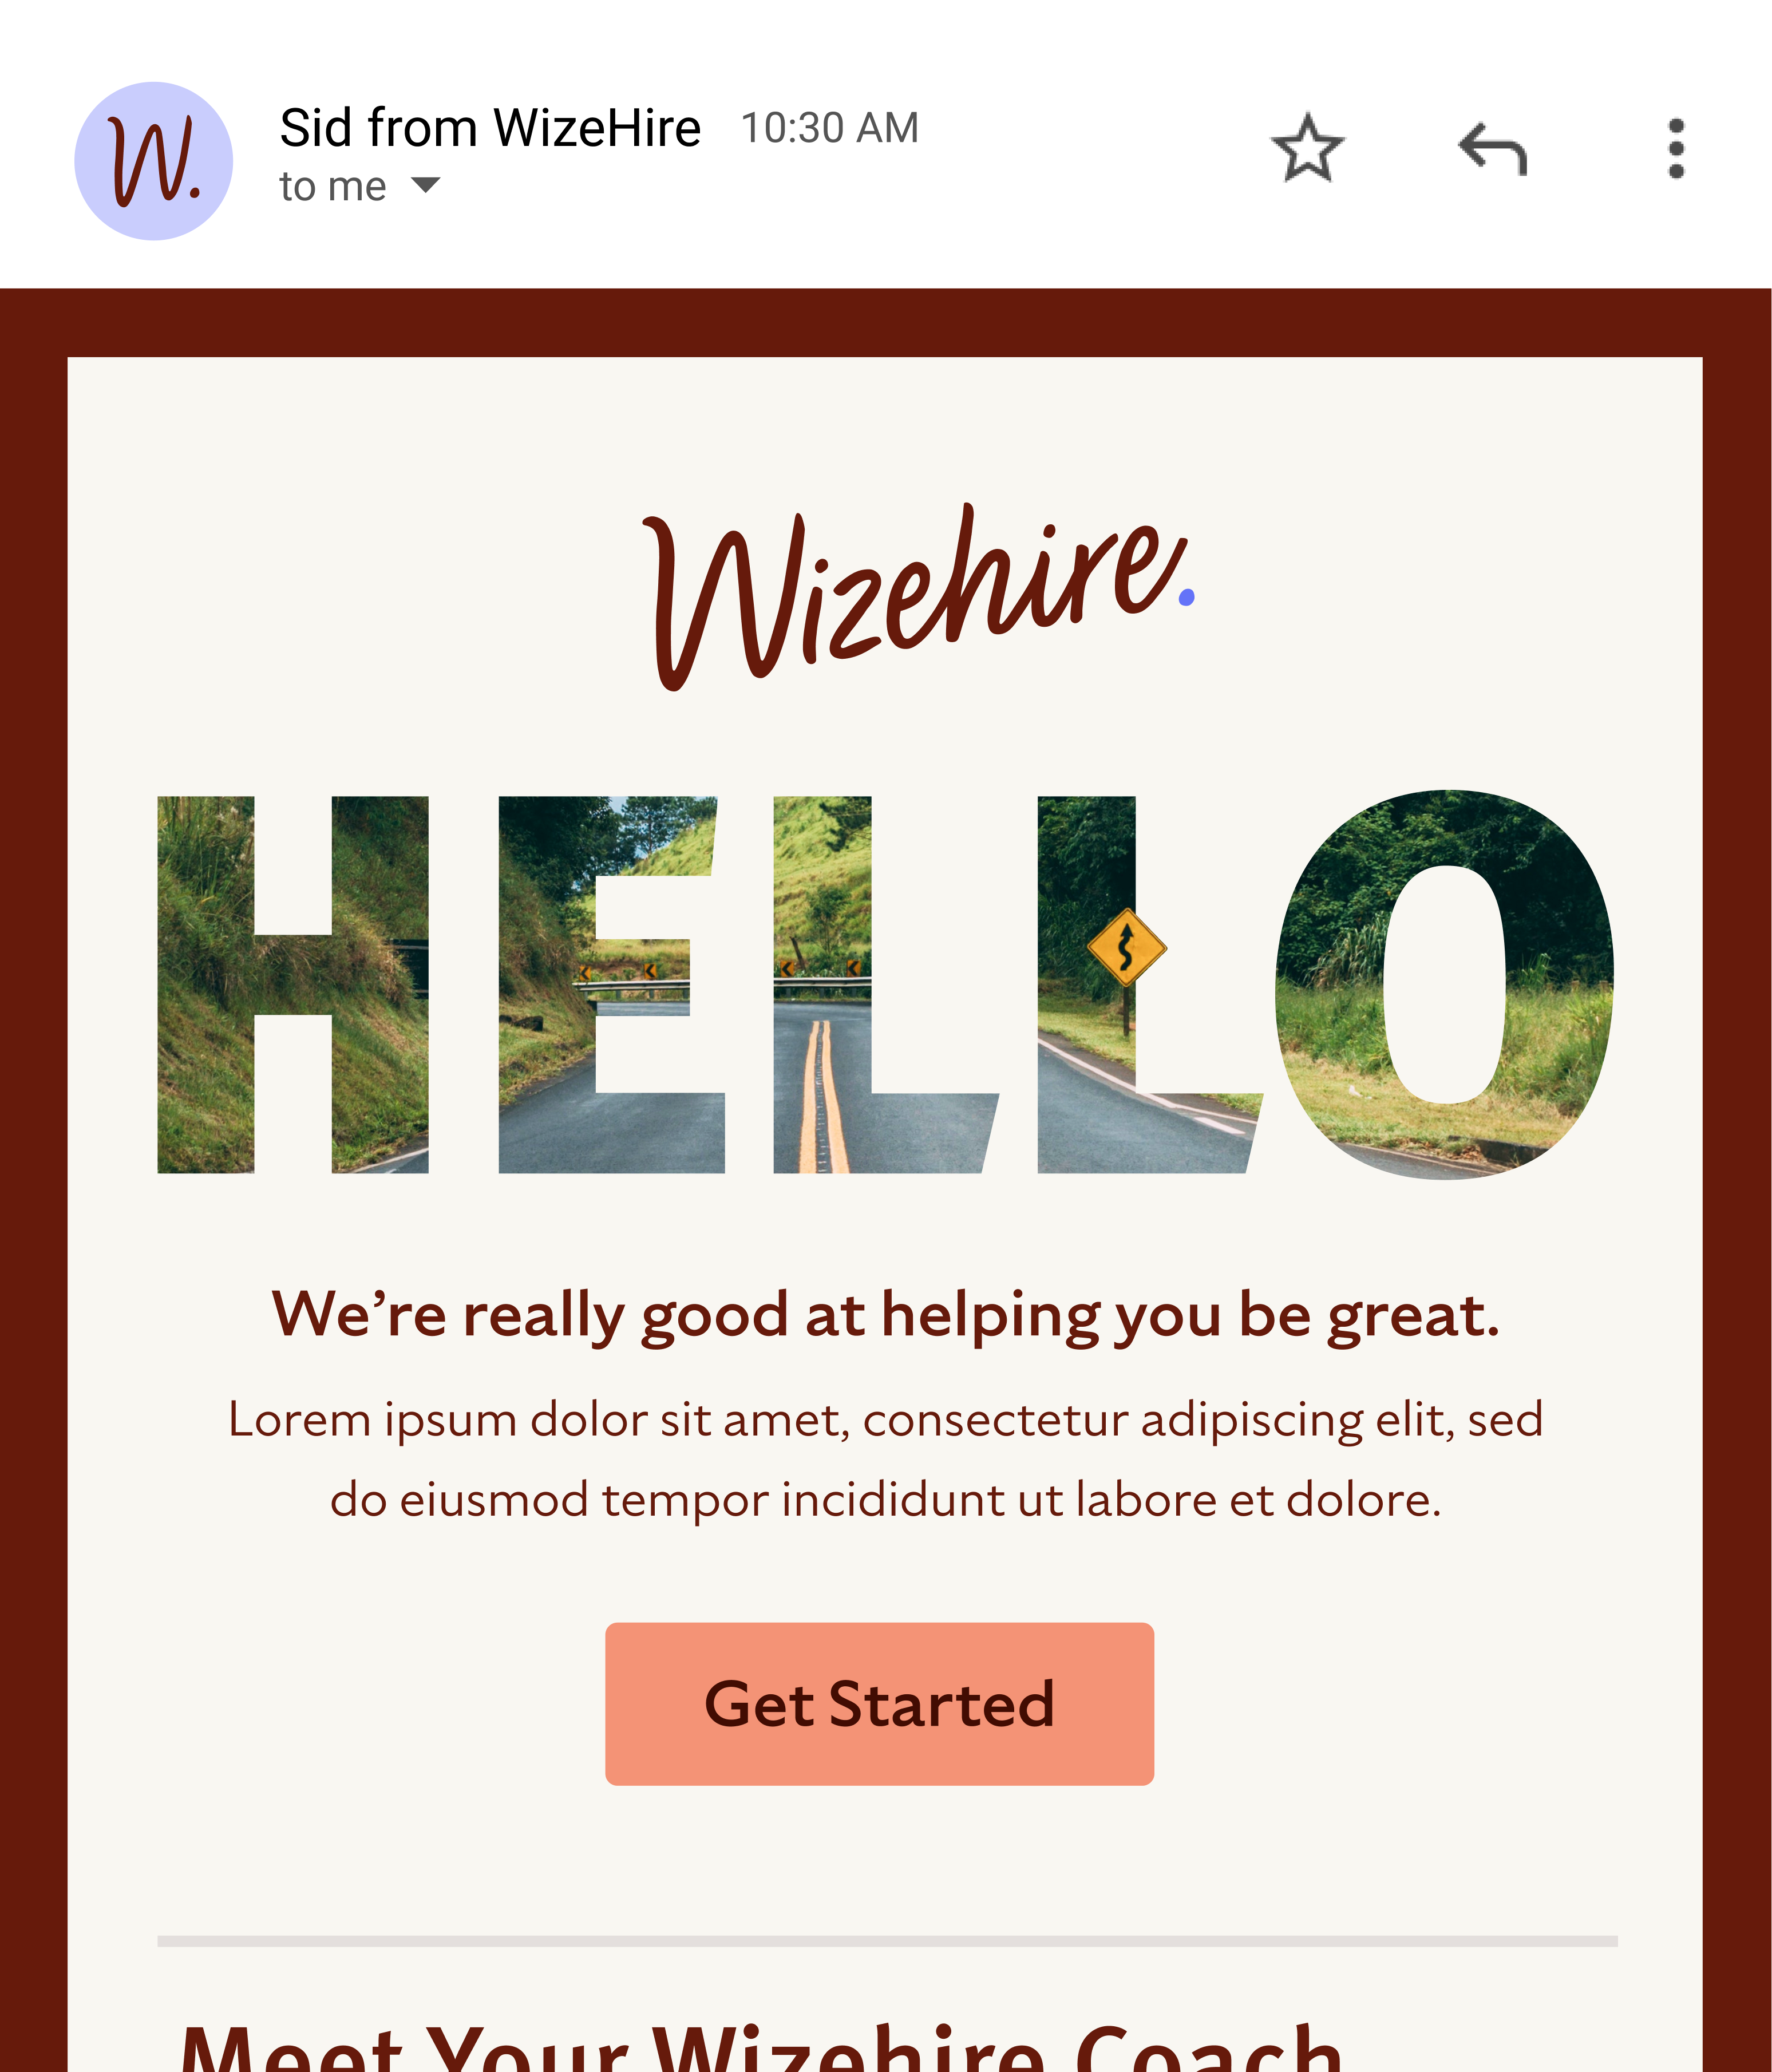 W.
Sid from WizeHire 10:30 AM
to me
Wizehire.
HELLO
We’re really good at helping you be great.
Lorem ipsum dolor sit amet, consectetur adipiscing elit, sed
do eiusmod tempor incididunt ut labore et dolore.
Get Started
Meet Your Wizehire Coach